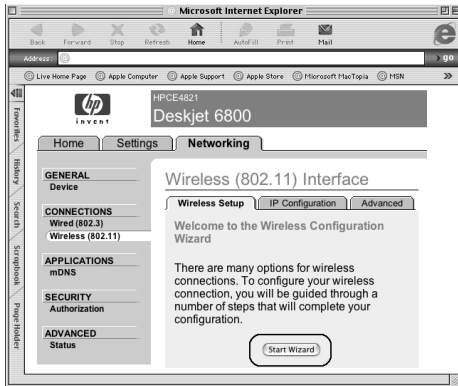 Microsoft Internet Explorer
Back Forward Stop Refresh Home AutoFill Print Mail
Address: go
Live Home Page Apple Computer Apple Support Apple Store Microsoft MacTopia MSN »
Favorites
History
Search
Scrapbook
Page Holder
hp
invent
HPCE4821
Deskjet 6800
Home Settings Networking
GENERAL
Device
CONNECTIONS
Wired (802.3)
Wireless (802.11)
APPLICATIONS
mDNS
SECURITY
Authorization
ADVANCED
Status
Wireless (802.11) Interface
Wireless Setup IP Configuration Advanced
Welcome to the Wireless Configuration
Wizard
There are many options for wireless
connections. To configure your wireless
connection, you will be guided through a
number of steps that will complete your
configuration.
Start Wizard